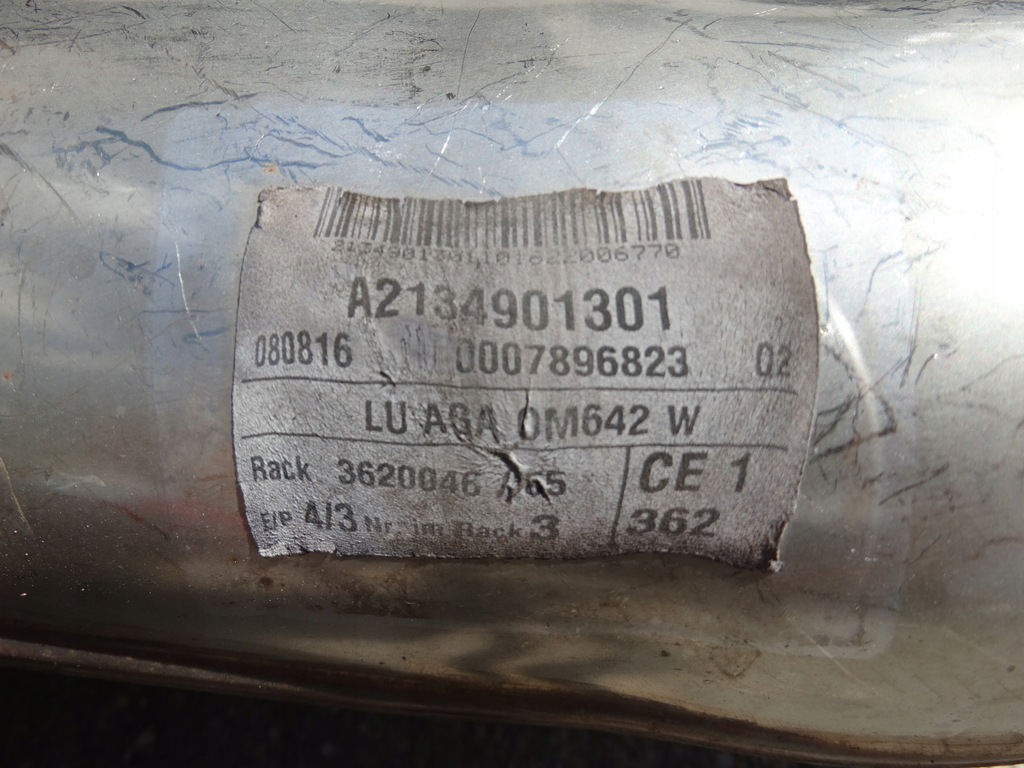 A2134901301
080816 0007896823 02
LU AGA OM642 W
Rack 3620046
CE 1
E/P 4/3 Nr. im Rack 3
362